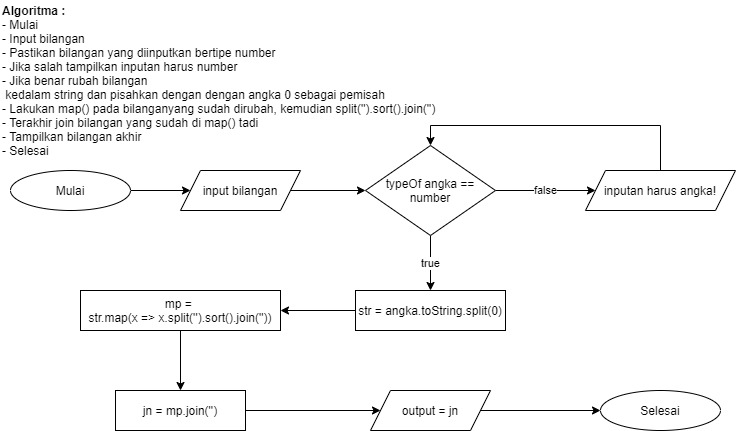 Algoritma :
- Mulai
- Input bilangan
- Pastikan bilangan yang diinputkan bertipe number
- Jika salah tampilkan inputan harus number
- Jika benar rubah bilangan
kedalam string dan pisahkan dengan dengan angka 0 sebagai pemisah
- Lakukan map() pada bilanganyang sudah dirubah, kemudian split('').sort().join('')
- Terakhir join bilangan yang sudah di map() tadi
- Tampilkan bilangan akhir
- Selesai
Mulai
input bilangan
typeOf angka ==
number
false
inputan harus angka!
true
str = angka.toString.split(0)
mp =
str.map(x => x.split('').sort().join(''))
jn = mp.join('')
output = jn
Selesai